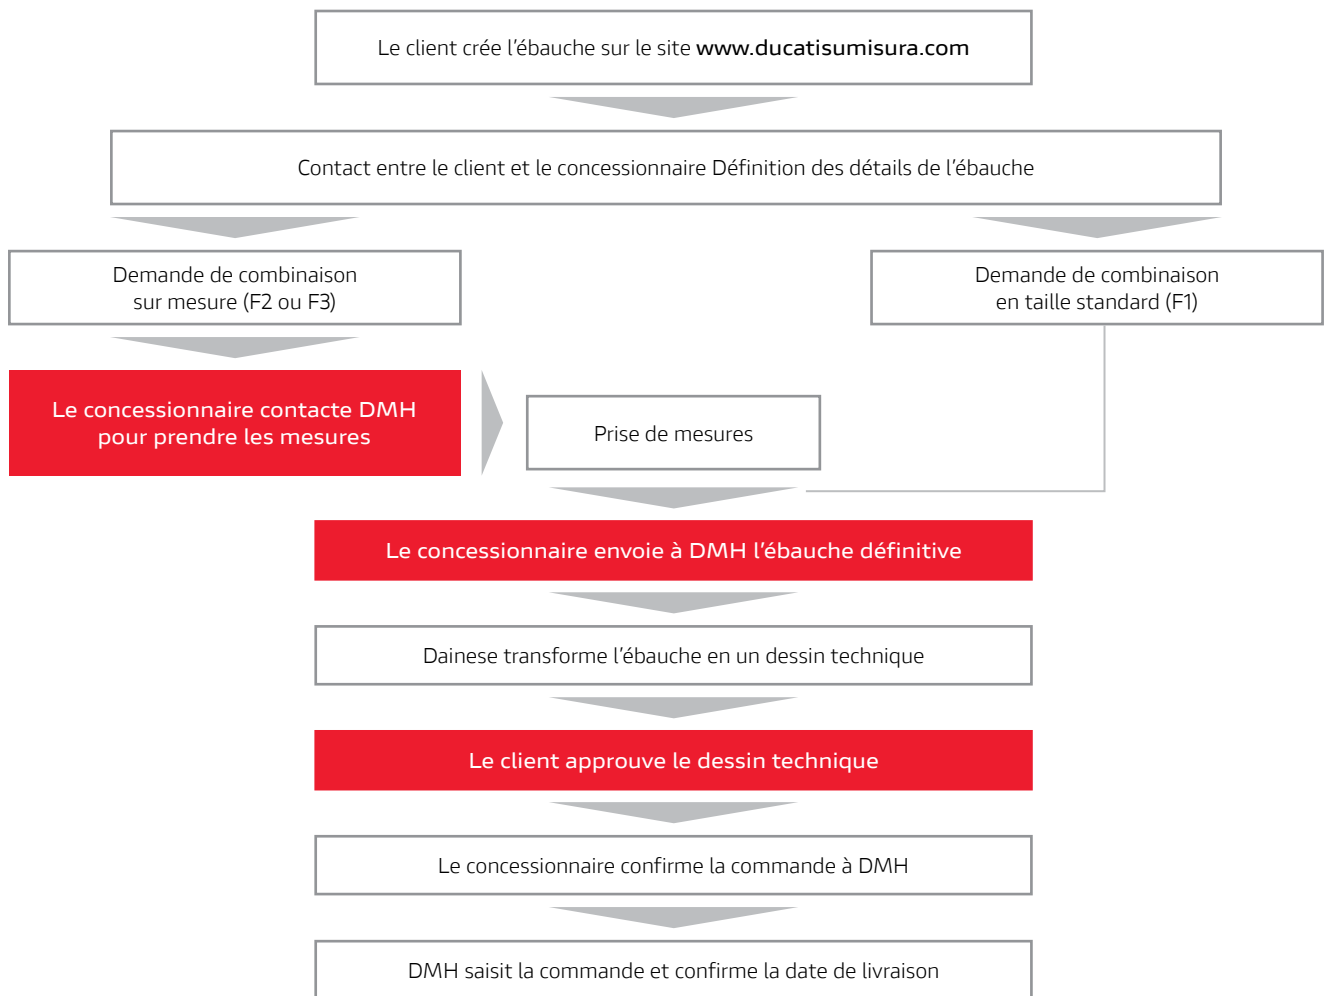 Le client crée l’ébauche sur le site www.ducatisumisura.com
Contact entre le client et le concessionnaire Définition des détails de l’ébauche
Demande de combinaison
sur mesure (F2 ou F3)
Demande de combinaison
en taille standard (F1)
Le concessionnaire contacte DMH
pour prendre les mesures
Prise de mesures
Le concessionnaire envoie à DMH l’ébauche définitive
Dainese transforme l’ébauche en un dessin technique
Le client approuve le dessin technique
Le concessionnaire confirme la commande à DMH
DMH saisit la commande et confirme la date de livraison